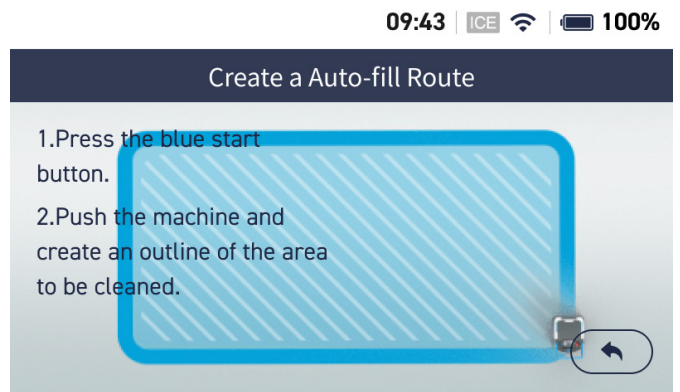 09:43 ICE 100%
Create a Auto-fill Route
1.Press the blue start
button.
2.Push the machine and
create an outline of the area
to be cleaned.